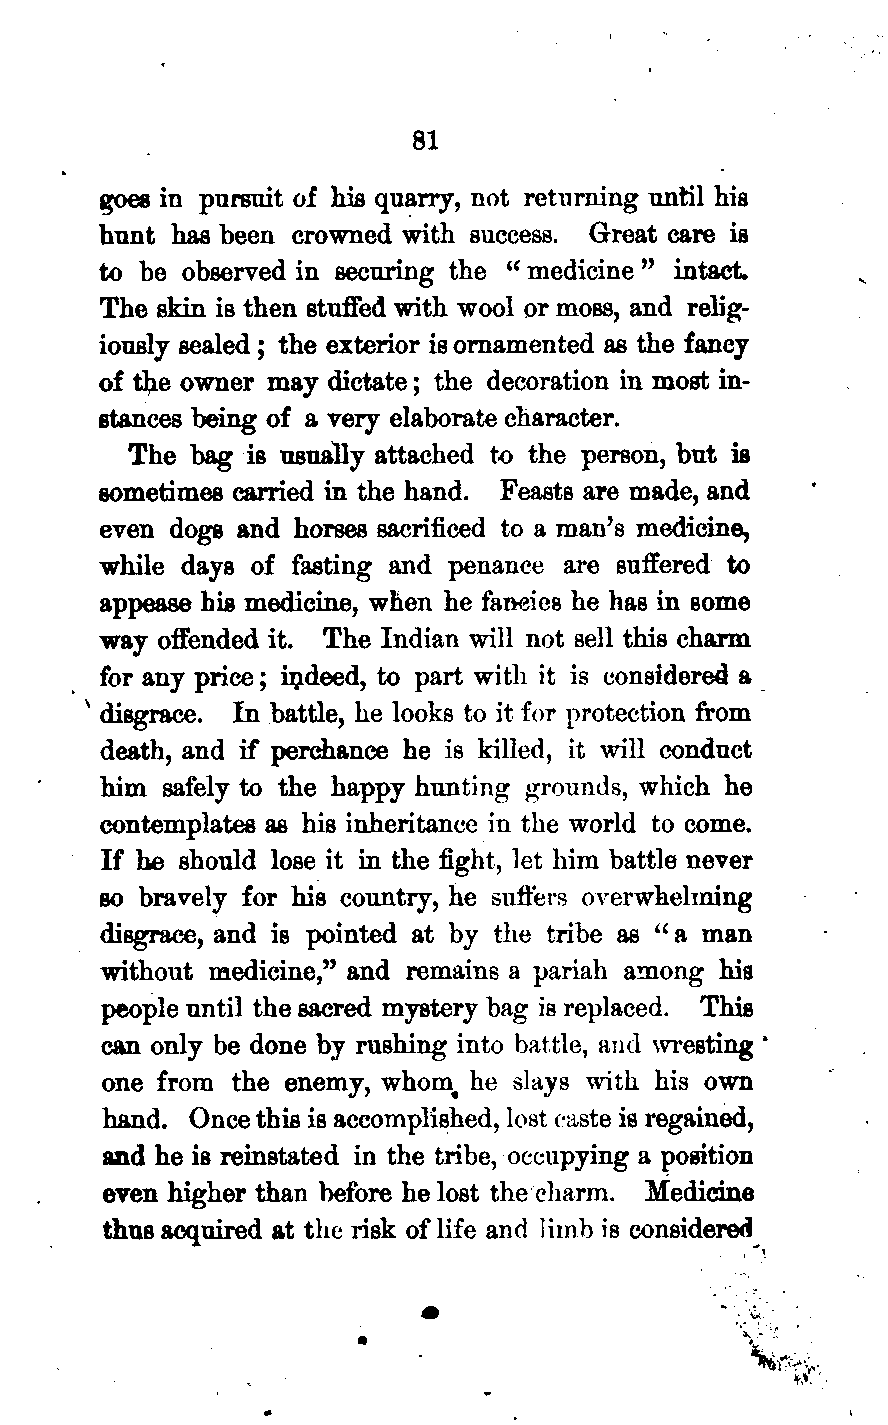 81
goes in pursuit of his quarry, not returning until his
hunt has been crowned with success. Great care is
to be observed in securing the “ medicine ” intact.
The skin is then stuffed with wool or moss, and relig-
iously sealed ; the exterior is ornamented as the fancy
of the owner may dictate ; the decoration in most in-
stances being of a very elaborate character.
The bag is usually attached to the person, but is
sometimes carried in the hand. Feasts are made, and
even dogs and horses sacrificed to a man’s medicine,
while days of fasting and penance are suffered to
appease his medicine, when he fancies he has in some
way offended it. The Indian will not sell this charm
for any price ; indeed, to part with it is considered a
disgrace. In battle, he looks to it for protection from
death, and if perchance he is killed, it will conduct
him safely to the happy hunting grounds, which he
contemplates as his inheritance in the world to come.
If he should lose it in the fight, let him battle never
so bravely for his country, he suffers overwhelming
disgrace, and is pointed at by the tribe as “a man
without medicine,” and remains a pariah among his
people until the sacred mystery bag is replaced. This
can only be done by rushing into battle, and wresting
one from the enemy, whom he slays with his own
hand. Once this is accomplished, lost caste is regained,
and he is reinstated in the tribe, occupying a position
even higher than before he lost the charm. Medicine
thus acquired at the risk of life and limb is considered